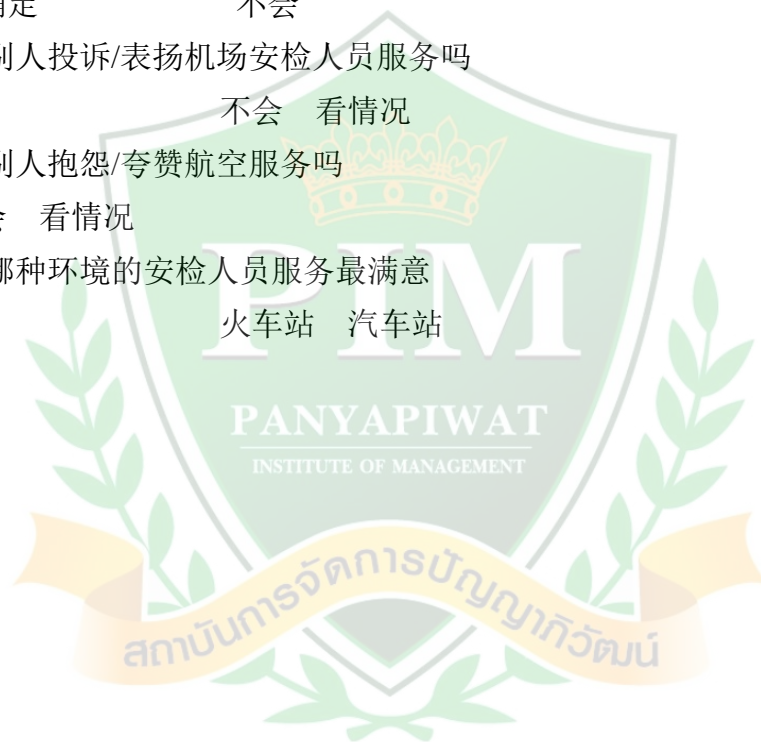 定 不会
别人投诉/表扬机场安检人员服务吗
不会 看情况
别人抱怨/夸赞航空服务吗
会 看情况
哪种环境的安检人员服务最满意
火车站 汽车站
PIM
PANYAPIWAT
INSTITUTE OF MANAGEMENT
สถาบันการจัดการปัญญาภิวัฒน์